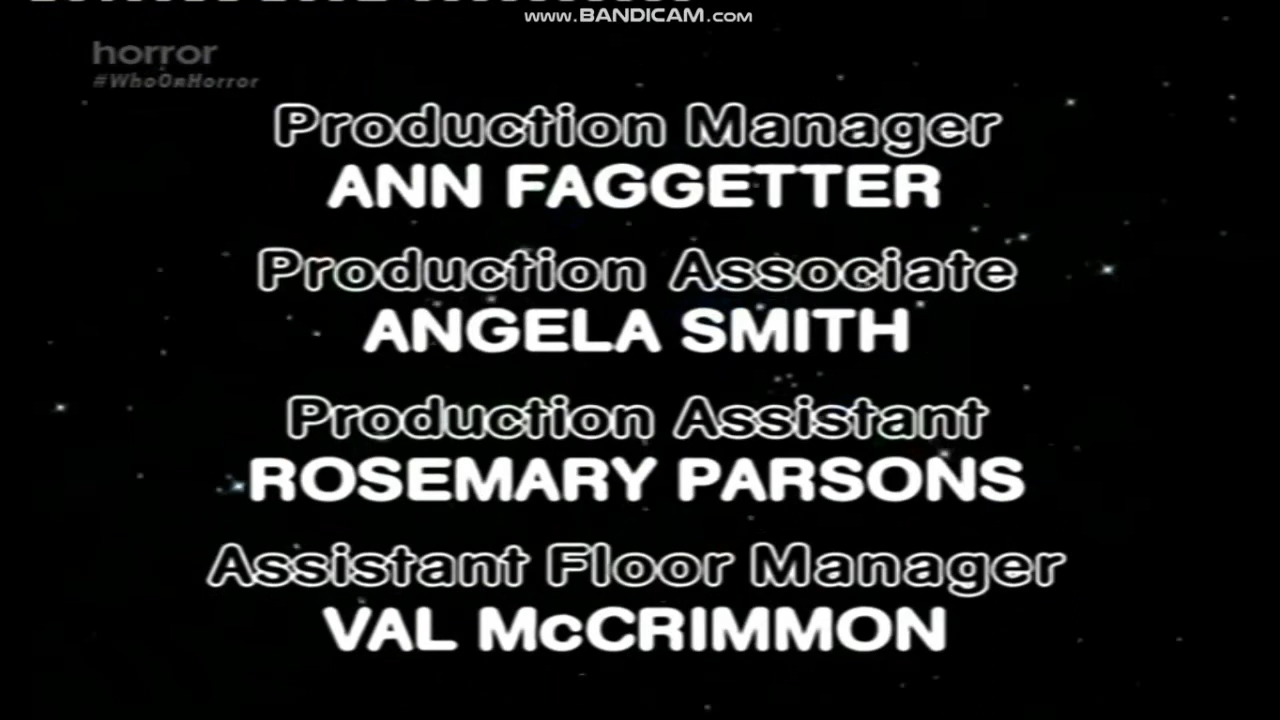 www.BANDICAM.com
horror
#WhoOnHorror
Production Manager
ANN FAGGETTER
Production Associate
ANGELA SMITH
Production Assistant
ROSEMARY PARSONS
Assistant Floor Manager
VAL McCRIMMON